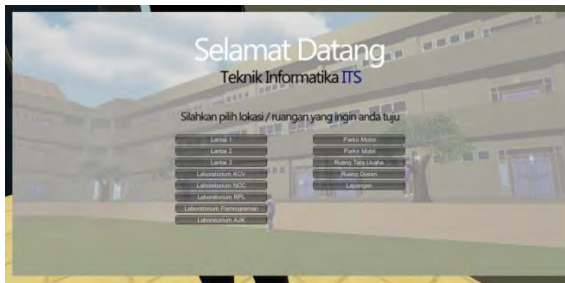 Selamat Datang
Teknik Informatika ITS
Silahkan pilih lokasi / ruangan yang ingin anda tuju
Lantai 1
Lantai 2
Lantai 3
Laboratorium KCV
Laboratorium NCC
Laboratorium RPL
Laboratorium Pemrograman
Laboratorium AJK
Parkir Motor
Parkir Mobil
Ruang Tata Usaha
Ruang Dosen
Lapangan